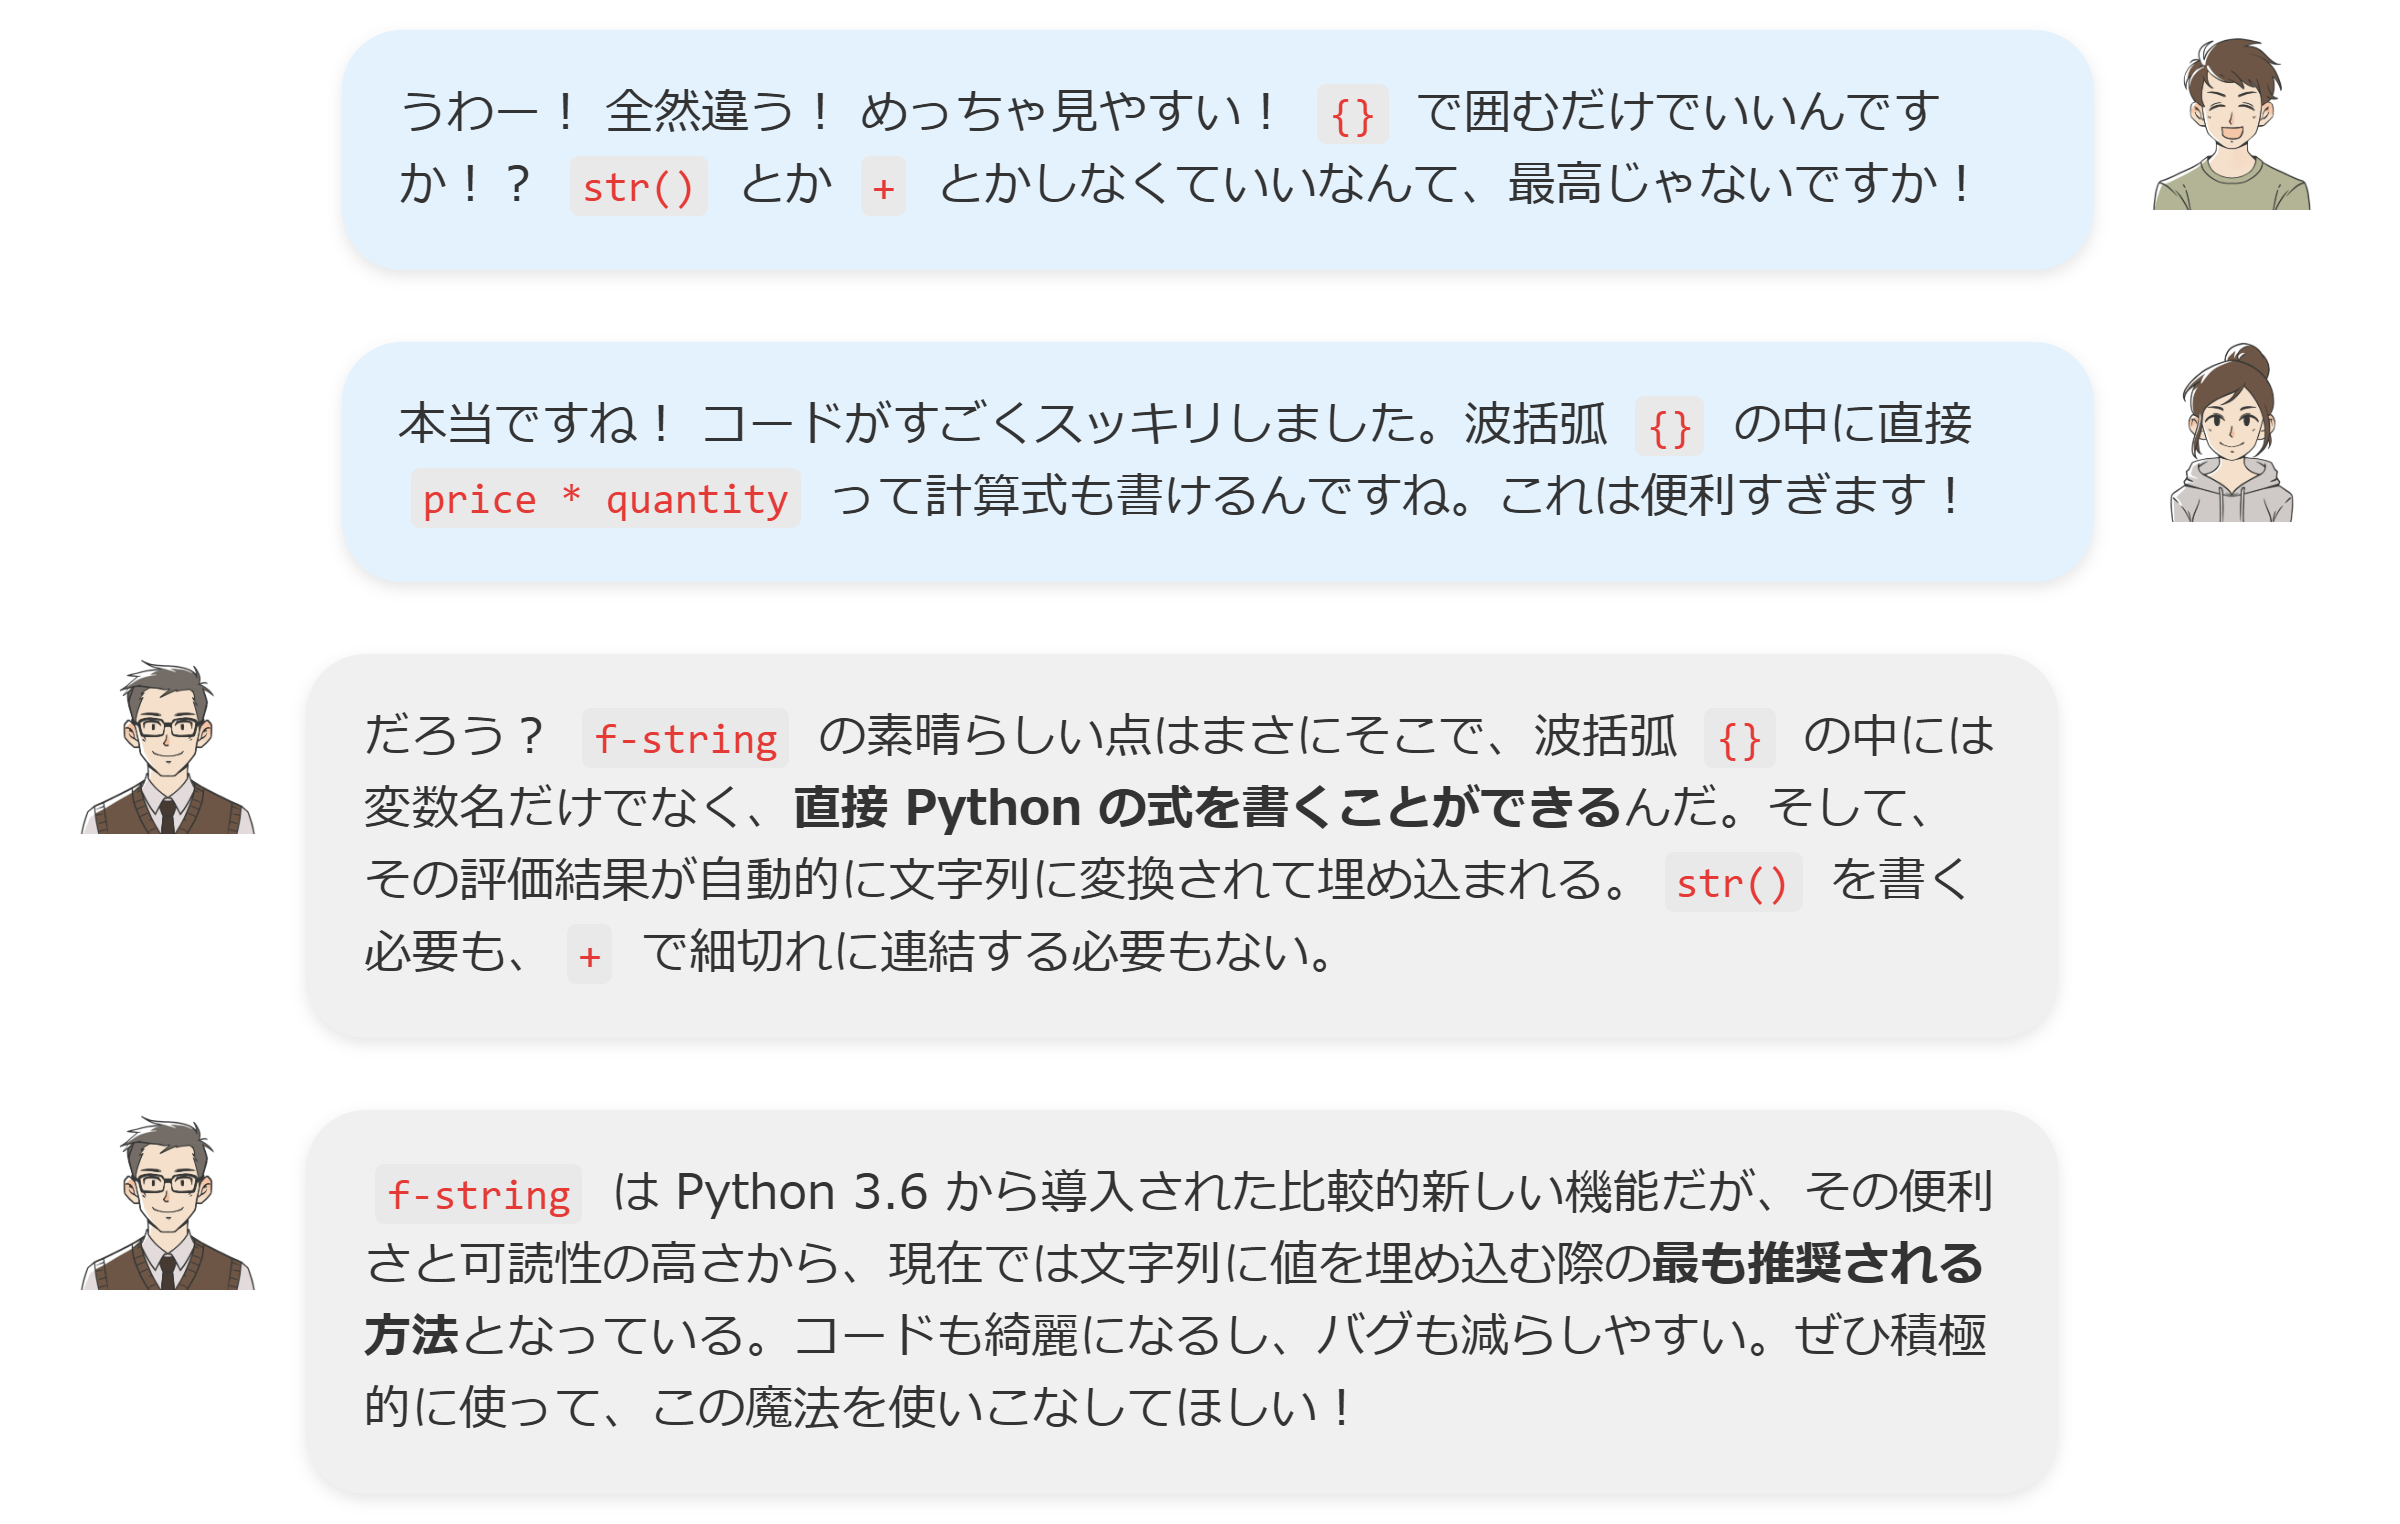 うわー！ 全然違う！ めっちゃ見やすい！ {} で囲むだけでいいんです
か！？ str() とか + とかしなくていいなんて、最高じゃないですか！
本当ですね！ コードがすごくスッキリしました。波括弧 {} の中に直接
price * quantity って計算式も書けるんですね。これは便利すぎます！
だろう？ f-string の素晴らしい点はまさにそこで、波括弧 {} の中には
変数名だけでなく、直接 Python の式を書くことができるんだ。そして、
その評価結果が自動的に文字列に変換されて埋め込まれる。 str() を書く
必要も、 + で細切れに連結する必要もない。
f-string は Python 3.6 から導入された比較的新しい機能だが、その便利
さと可読性の高さから、現在では文字列に値を埋め込む際の最も推奨される
方法となっている。コードも綺麗になるし、バグも減らしやすい。ぜひ積極
的に使って、この魔法を使いこなしてほしい！